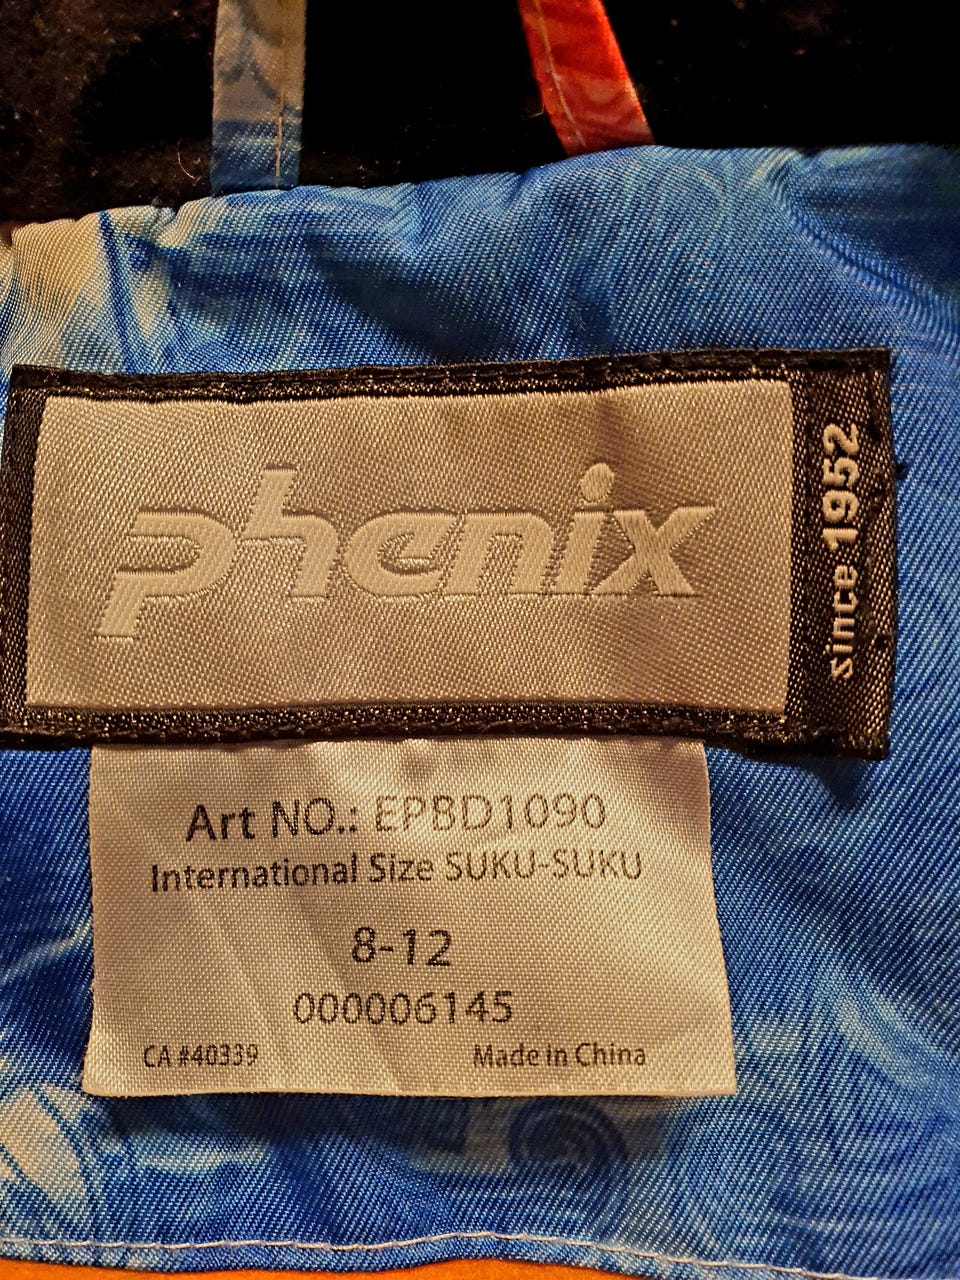 phenix
since 1952
Art NO.: EPBD1090
International Size SUKU-SUKU
8-12
000006145
CA #40339
Made in China